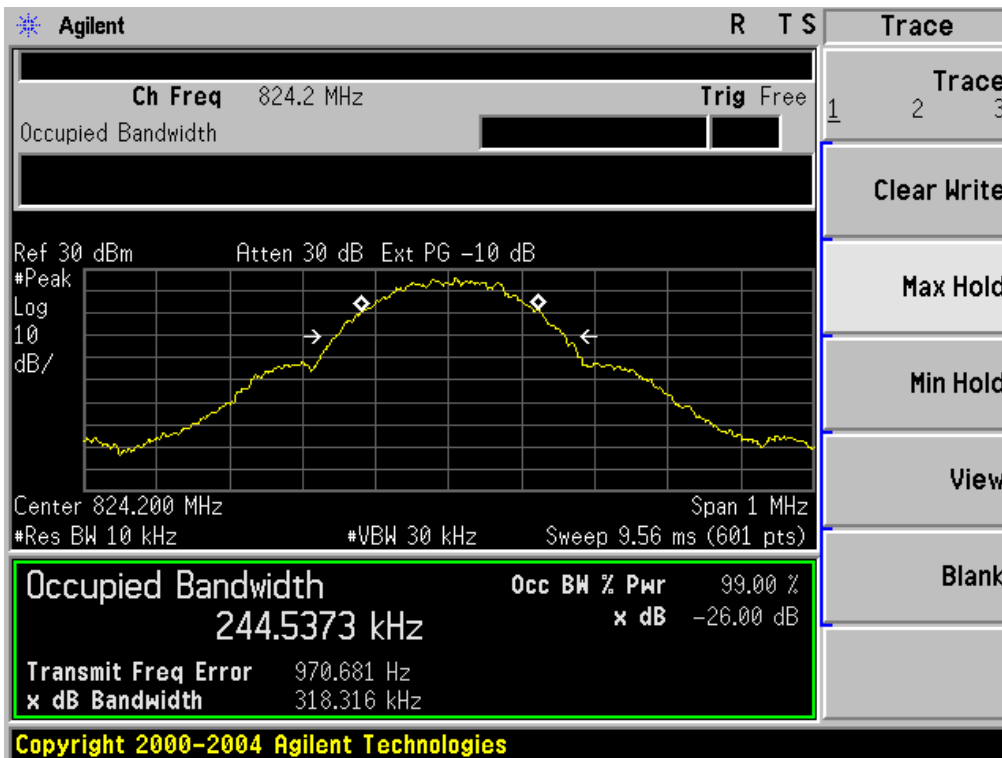 Agilent R T S Trace
Ch Freq 824.2 MHz Trig Free
Occupied Bandwidth
Trace
1 2 3
Clear Write
Max Hold
Min Hold
View
Blank
Ref 30 dBm Atten 30 dB Ext PG -10 dB
#Peak
Log
10
dB/
Center 824.200 MHz Span 1 MHz
#Res BW 10 kHz #VBW 30 kHz Sweep 9.56 ms (601 pts)
Occupied Bandwidth
244.5373 kHz
Occ BW % Pwr 99.00 %
x dB -26.00 dB
Transmit Freq Error 970.681 Hz
x dB Bandwidth 318.316 kHz
Copyright 2000-2004 Agilent Technologies